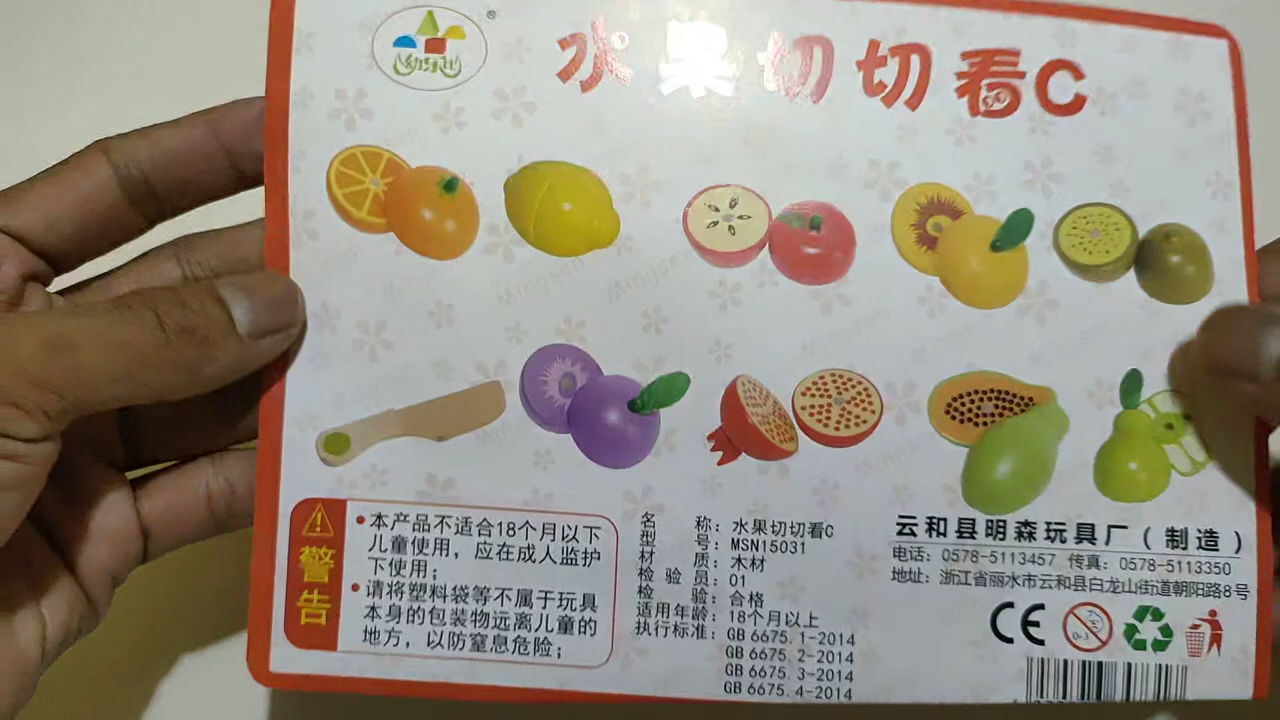 幼乐比
®
水果切切看C
Mingsen
Mingsen
警告
本产品不适合18个月以下
儿童使用，应在成人监护
下使用；
请将塑料袋等不属于玩具
本身的包装物远离儿童的
地方，以防窒息危险；
名 称：水果切切看C
型 号：MSN15031
材 质：木材
检 验 员：01
检 验：合格
适用年龄：18个月以上
执行标准：GB 6675.1-2014
GB 6675.2-2014
GB 6675.3-2014
GB 6675.4-2014
云和县明森玩具厂（制造）
电话：0578-5113457 传真：0578-5113350
地址：浙江省丽水市云和县白龙山街道朝阳路8号
CE
0-3